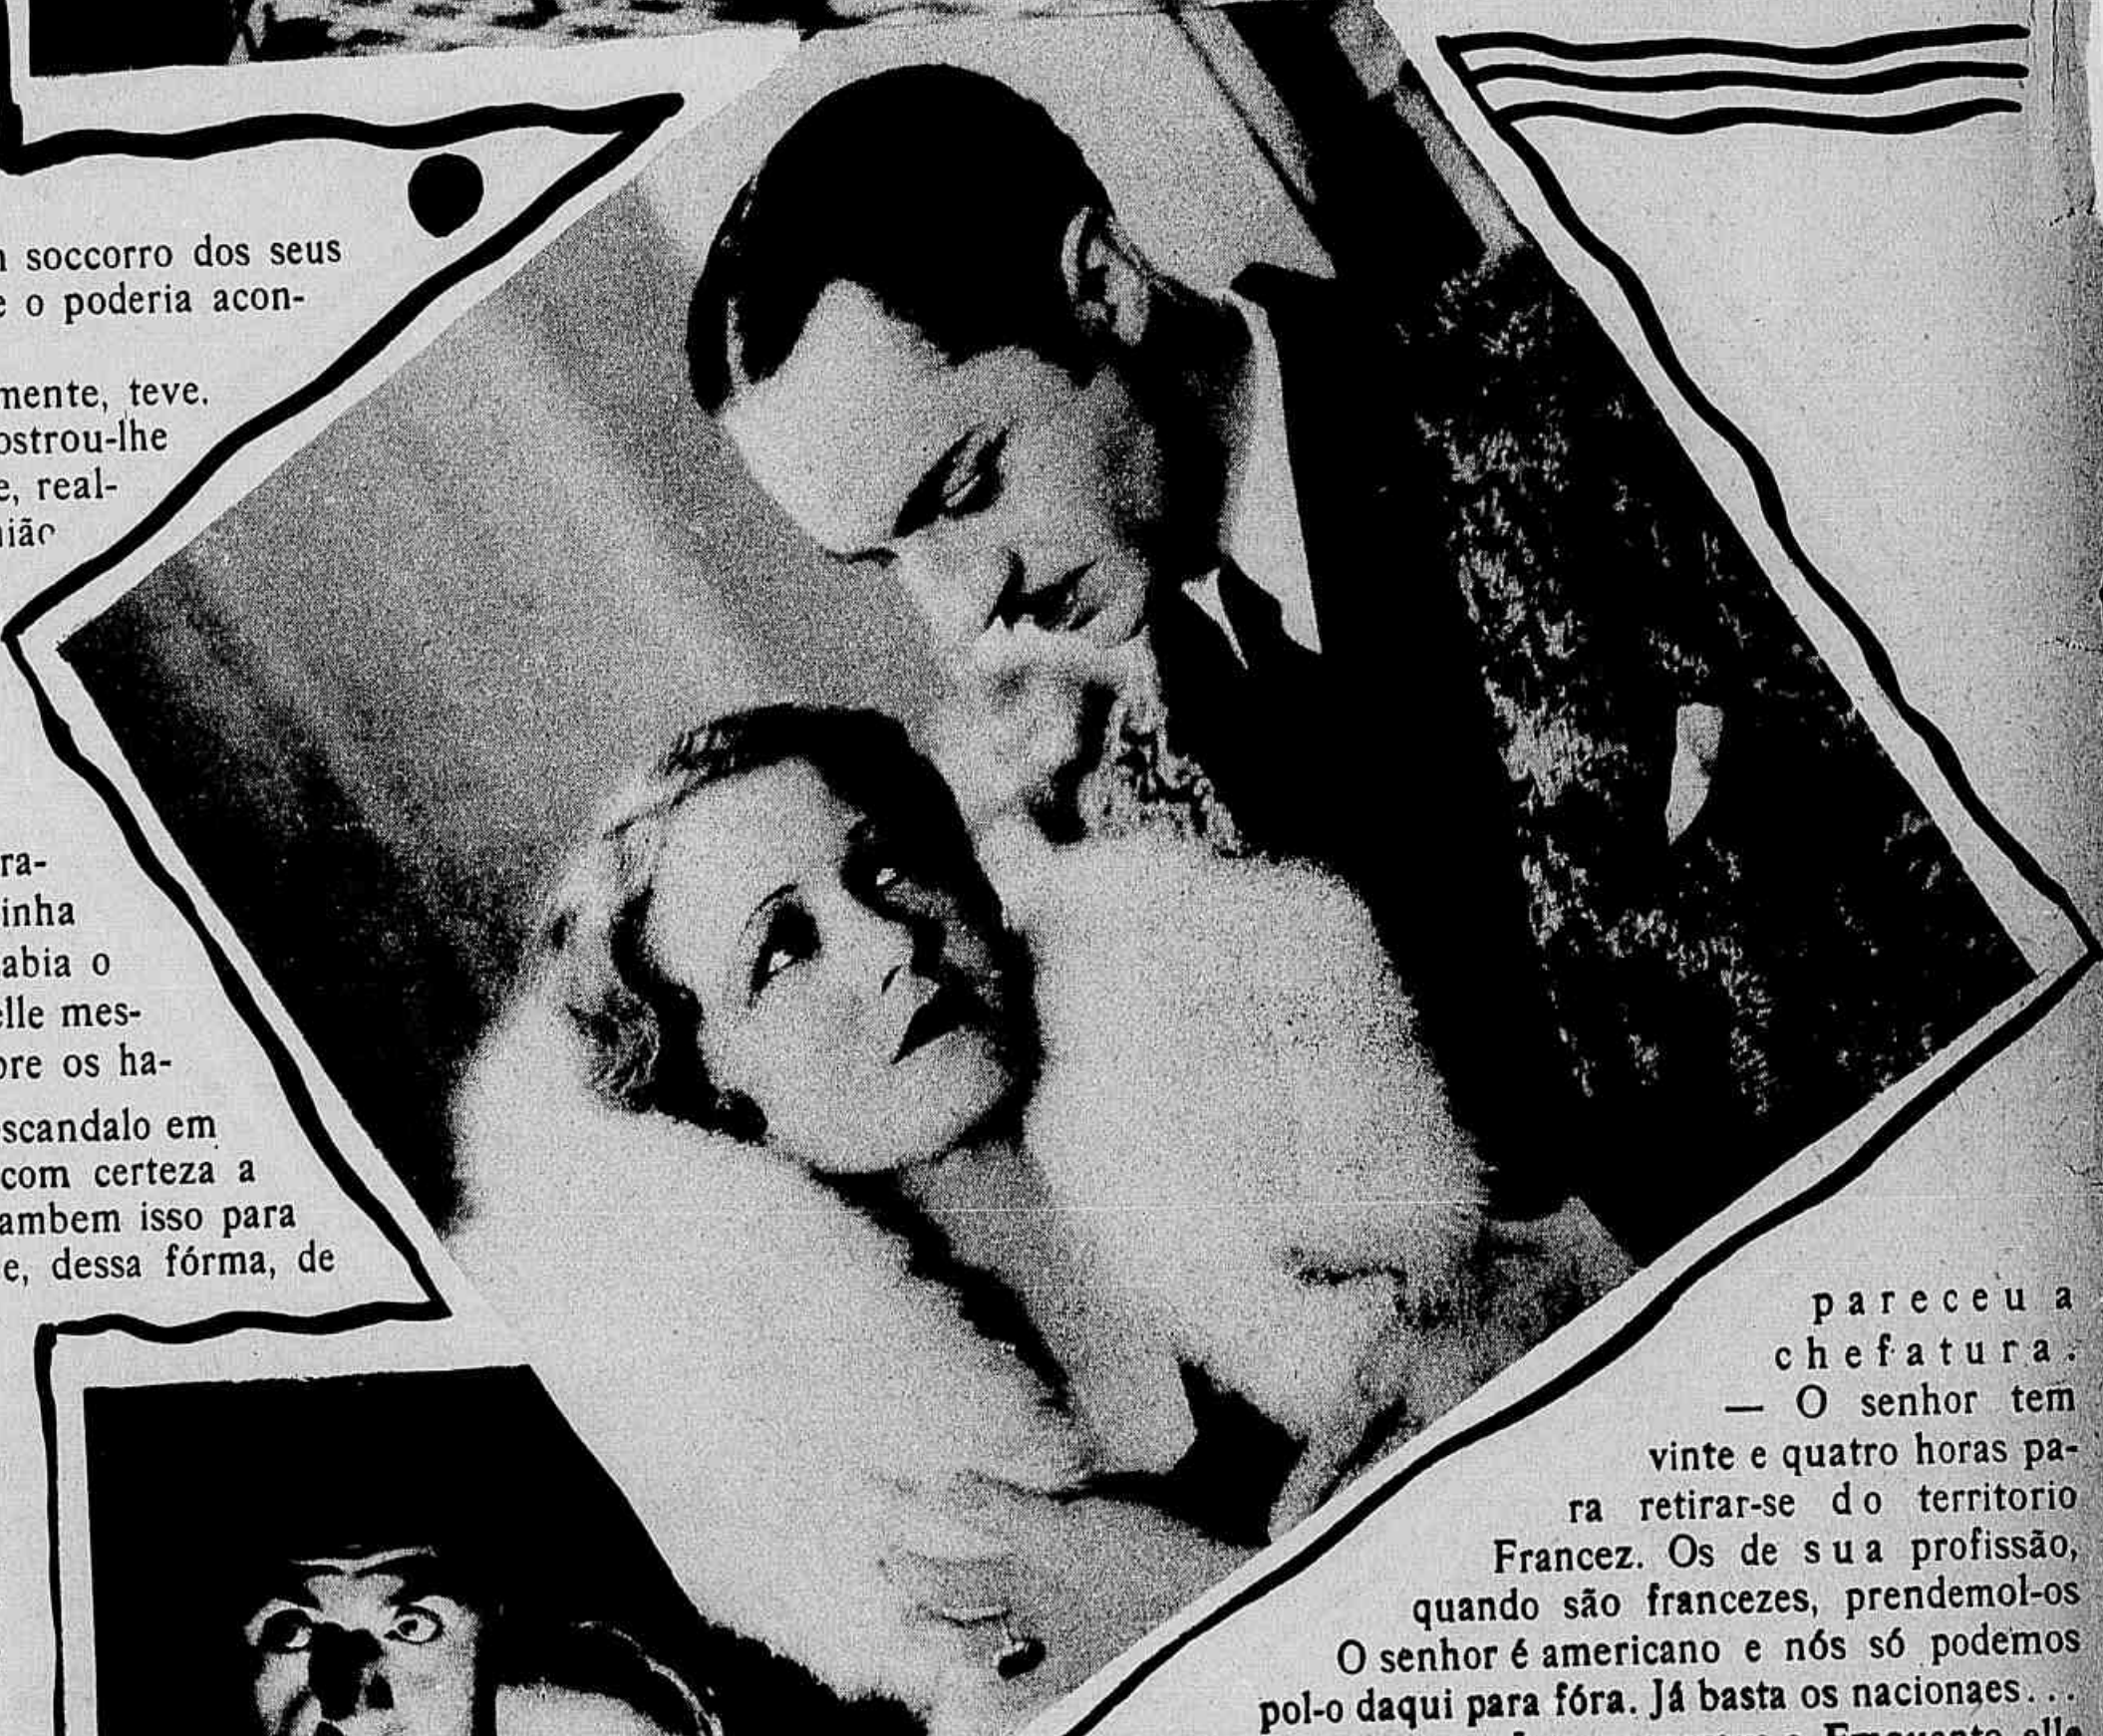 soccorro dos seus
e o poderia acon-
mente, teve.
ostrou-lhe
e, real-
ra-
inha
abia o
elle mes-
bre os ha-
scandalo em
com certeza a
ambem isso para
e, dessa fórma, de
pareceu a
chefatura.
— O senhor tem
vinte e quatro horas pa-
ra retirar-se do territorio
Francez. Os de sua profissão,
quando são francezes, prendemol-os
O senhor é americano e nós só podemos
pol-o daqui para fóra. Já basta os nacionaes...